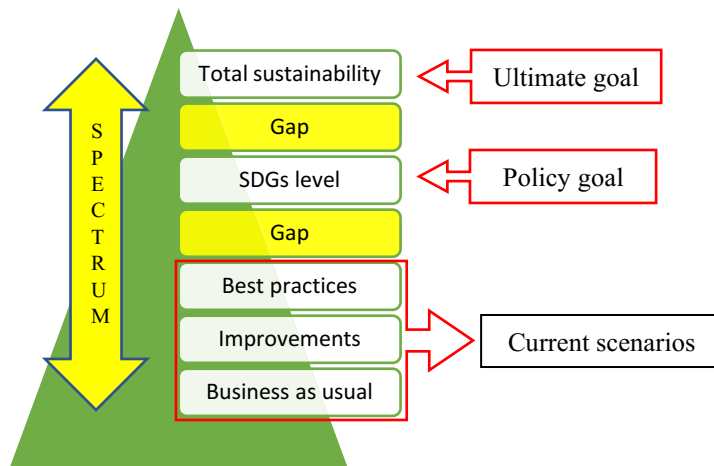 SPECTRUM
Total sustainability
Ultimate goal
Gap
SDGs level
Policy goal
Gap
Best practices
Improvements
Current scenarios
Business as usual